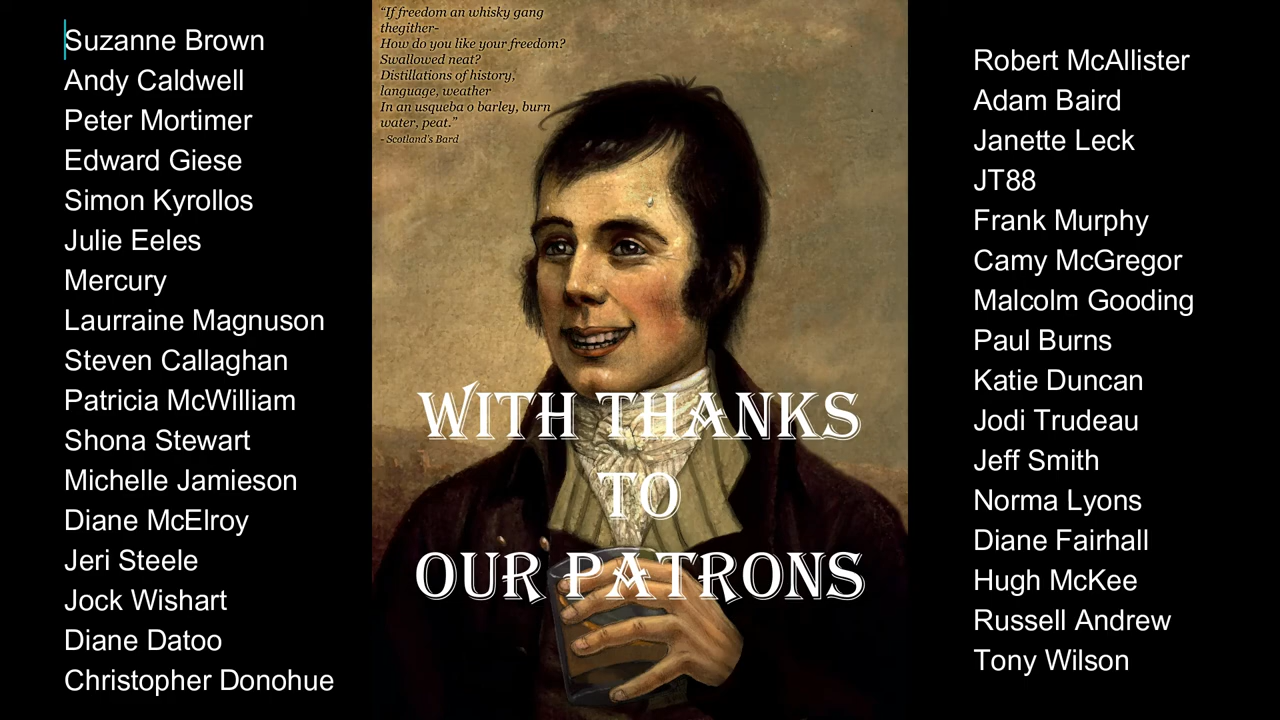 Suzanne Brown
Andy Caldwell
Peter Mortimer
Edward Giese
Simon Kyrollos
Julie Eeles
Mercury
Laurraine Magnuson
Steven Callaghan
Patricia McWilliam
Shona Stewart
Michelle Jamieson
Diane McElroy
Jeri Steele
Jock Wishart
Diane Datoo
Christopher Donohue
“If freedom an whisky gang
thegither-
How do you like your freedom?
Swallowed neat?
Distillations of history,
language, weather
In an usqueba o barley, burn
water, peat.”
- Scotland's Bard
WITH THANKS
TO
OUR PATRONS
Robert McAllister
Adam Baird
Janette Leck
JT88
Frank Murphy
Camy McGregor
Malcolm Gooding
Paul Burns
Katie Duncan
Jodi Trudeau
Jeff Smith
Norma Lyons
Diane Fairhall
Hugh McKee
Russell Andrew
Tony Wilson